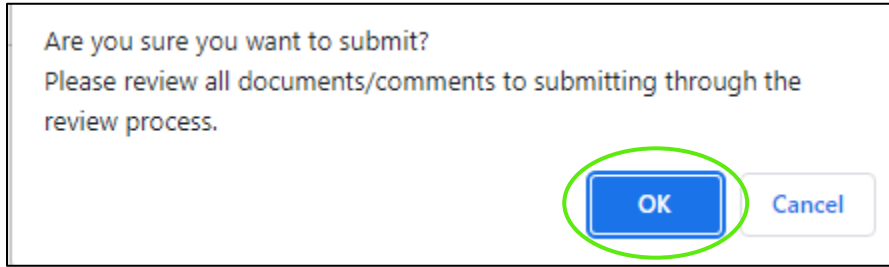 Are you sure you want to submit?
Please review all documents/comments to submitting through the
review process.
OK
Cancel